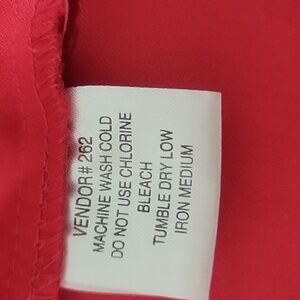 VENDOR# 262
MACHINE WASH COLD
DO NOT USE CHLORINE
BLEACH
TUMBLE DRY LOW
IRON MEDIUM